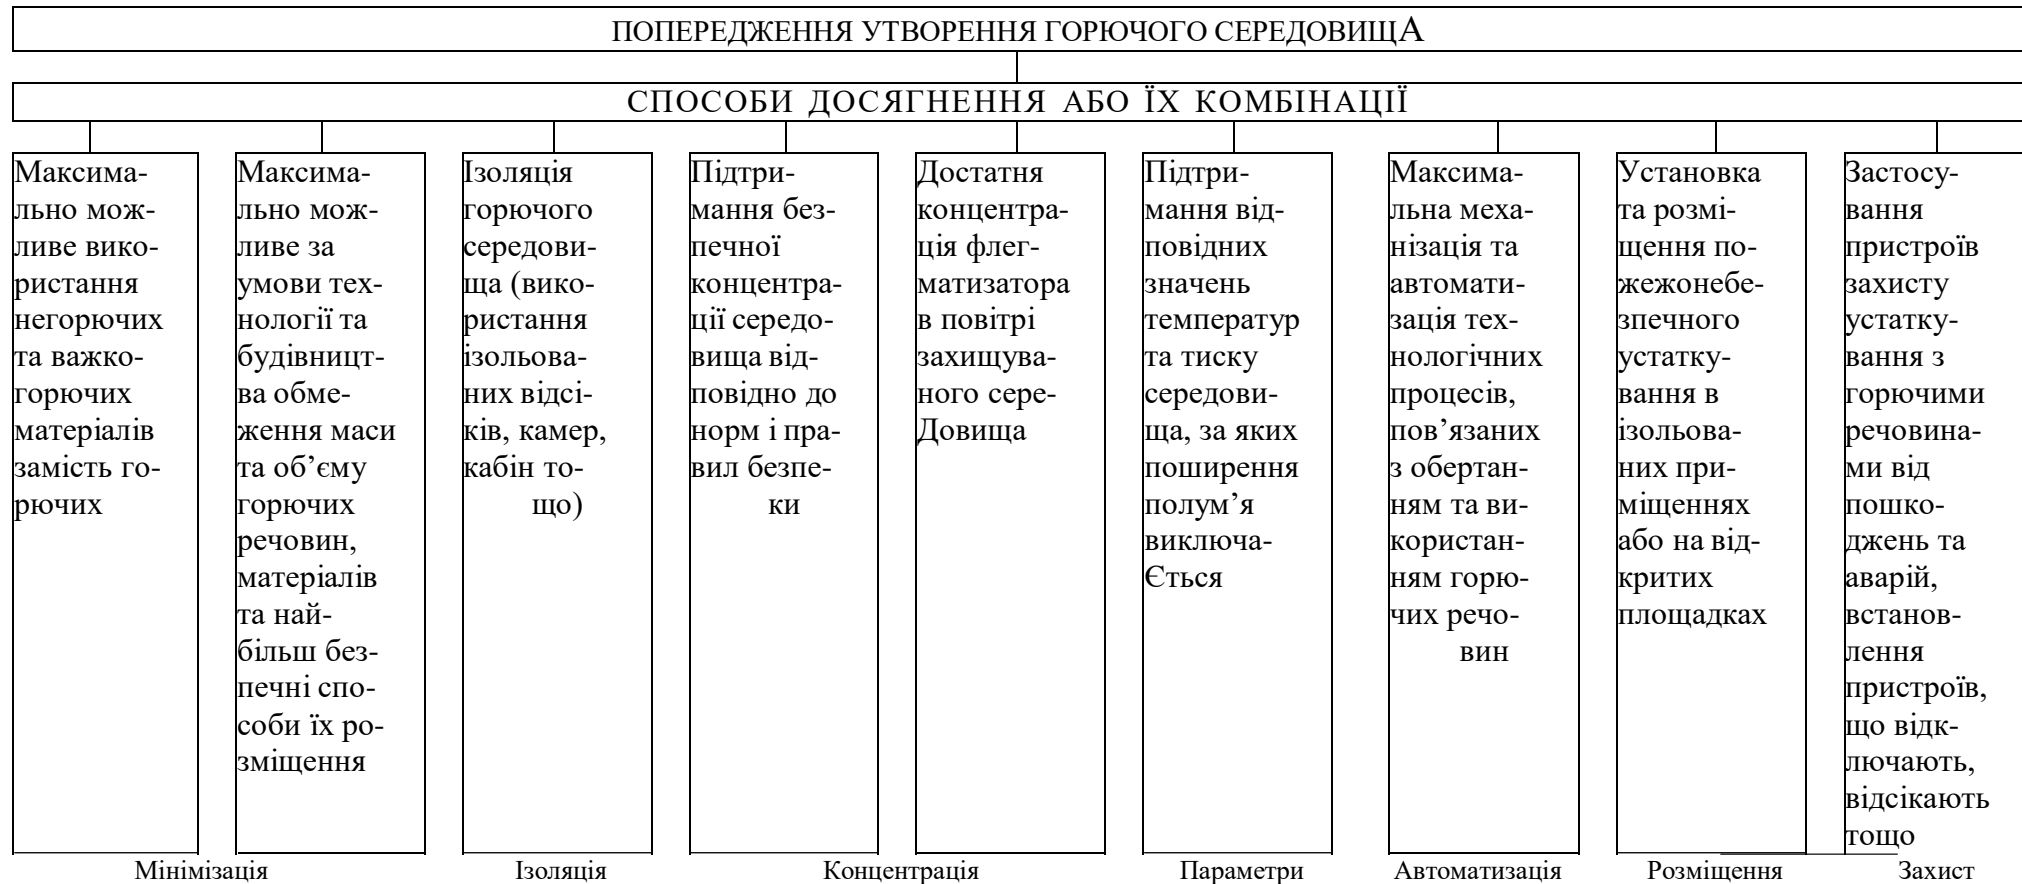 ПОПЕРЕДЖЕННЯ УТВОРЕННЯ ГОРЮЧОГО СЕРЕДОВИЩА
СПОСОБИ ДОСЯГНЕННЯ АБО ЇХ КОМБІНАЦІЇ
Максима-
льно мож-
ливе вико-
ристання
негорючих
та важко-
горючих
матеріалів
замість го-
рючих
Максима-
льно мож-
ливе за
умови тех-
нології та
будівницт-
ва обме-
ження маси
та об’єму
горючих
речовин,
матеріалів
та най-
більш без-
печні спо-
соби їх ро-
зміщення
Ізоляція
горючого
середови-
ща (вико-
ристання
ізольова-
них відсі-
ків, камер,
кабін то-
що)
Підтри-
мання без-
печної
концентра-
ції середо-
вища від-
повідно до
норм і пра-
вил безпе-
ки
Достатня
концентра-
ція флег-
матизатора
в повітрі
захищува-
ного сере-
Довища
Підтри-
мання від-
повідних
значень
температур
та тиску
середови-
ща, за яких
поширення
полум’я
виключа-
Ється
Максима-
льна меха-
нізація та
автомати-
зація тех-
нологічних
процесів,
пов’язаних
з обертан-
ням та ви-
користан-
ням горю-
чих речо-
вин
Установка
та розмі-
щення по-
жежонебе-
зпечного
устатку-
вання в
ізольова-
них при-
міщеннях
або на від-
критих
площадках
Застосу-
вання
пристроїв
захисту
устатку-
вання з
горючими
речовина-
ми від
пошко-
джень та
аварій,
встанов-
лення
пристроїв,
що відк-
лючають,
відсікають
тощо
Мінімізація
Ізоляція
Концентрація
Параметри
Автоматизація
Розміщення
Захист